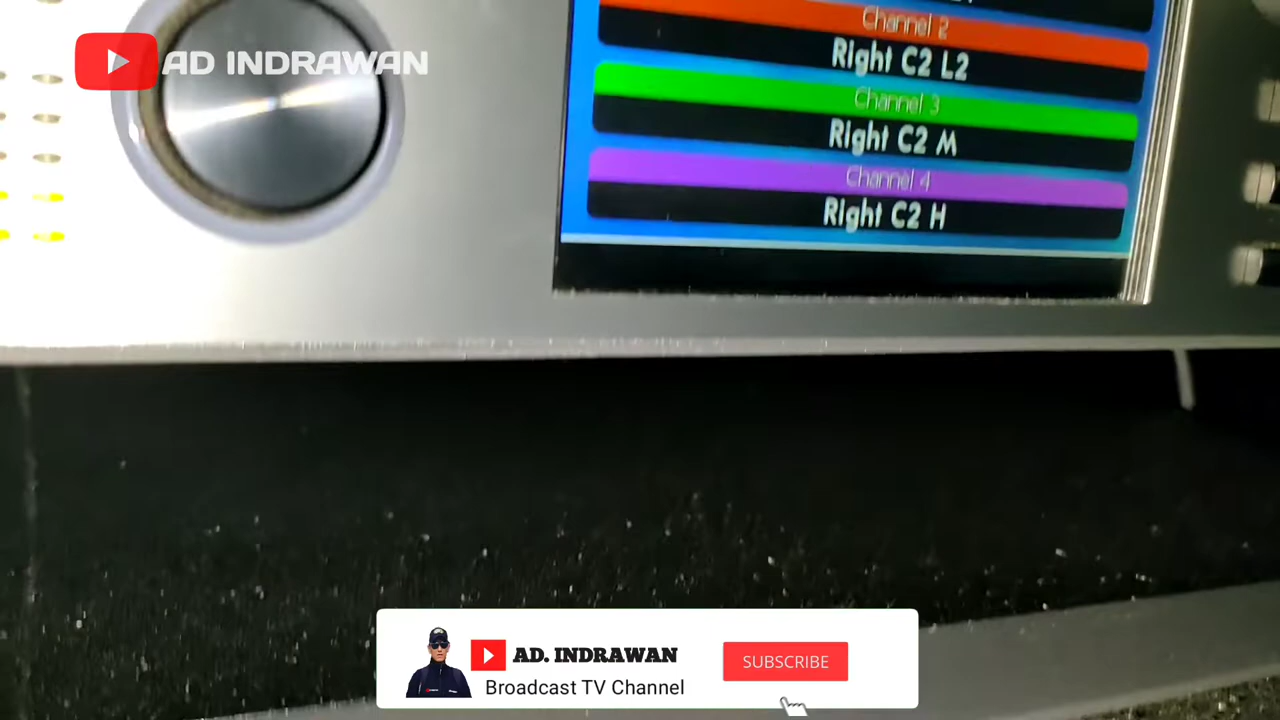 AD INDRAWAN
Channel 2
Right C2 L2
Channel 3
Right C2 M
Channel 4
Right C2 H
AD. INDRAWAN
SUBSCRIBE
Broadcast TV Channel